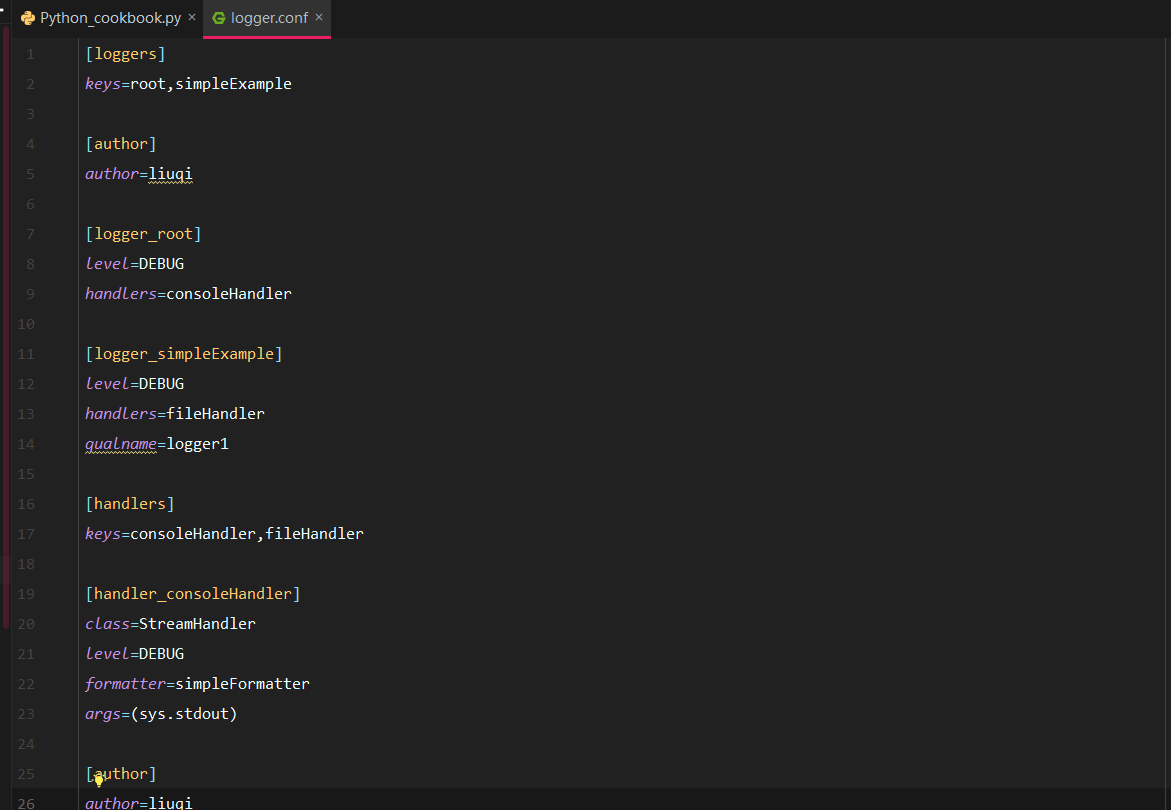 Python_cookbook.py × logger.conf ×
1 [loggers]
2 keys=root,simpleExample
3
4 [author]
5 author=liuqi
6
7 [logger_root]
8 level=DEBUG
9 handlers=consoleHandler
10
11 [logger_simpleExample]
12 level=DEBUG
13 handlers=fileHandler
14 qualname=logger1
15
16 [handlers]
17 keys=consoleHandler,fileHandler
18
19 [handler_consoleHandler]
20 class=StreamHandler
21 level=DEBUG
22 formatter=simpleFormatter
23 args=(sys.stdout)
24
25 [author]
26 author=liuqi